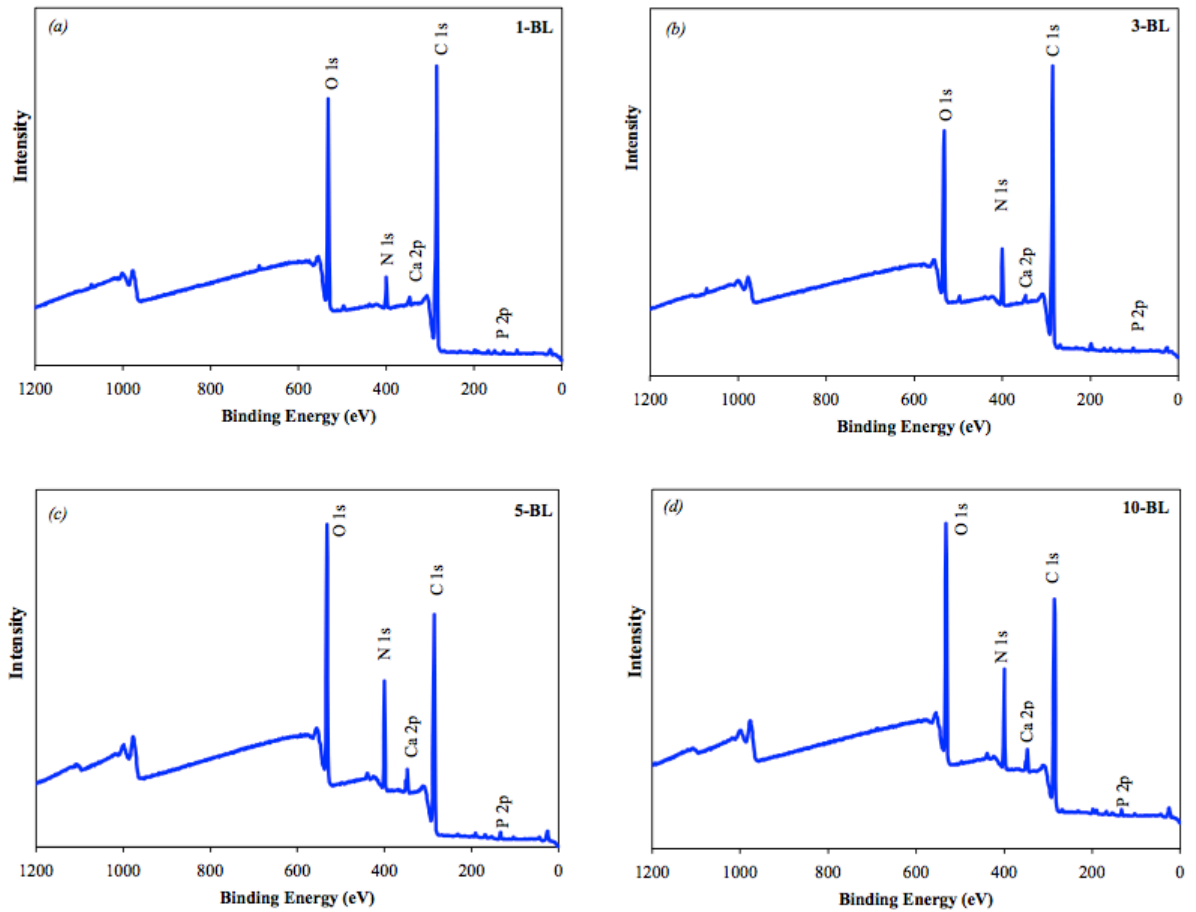 (a)
1-BL
O 1s
N 1s
Ca 2p
C 1s
P 2p
Intensity
1200 1000 800 600 400 200 0
Binding Energy (eV)
(b)
3-BL
O 1s
N 1s
Ca 2p
C 1s
P 2p
Intensity
1200 1000 800 600 400 200 0
Binding Energy (eV)
(c)
5-BL
O 1s
N 1s
Ca 2p
C 1s
P 2p
Intensity
1200 1000 800 600 400 200 0
Binding Energy (eV)
(d)
10-BL
O 1s
N 1s
Ca 2p
C 1s
P 2p
Intensity
1200 1000 800 600 400 200 0
Binding Energy (eV)